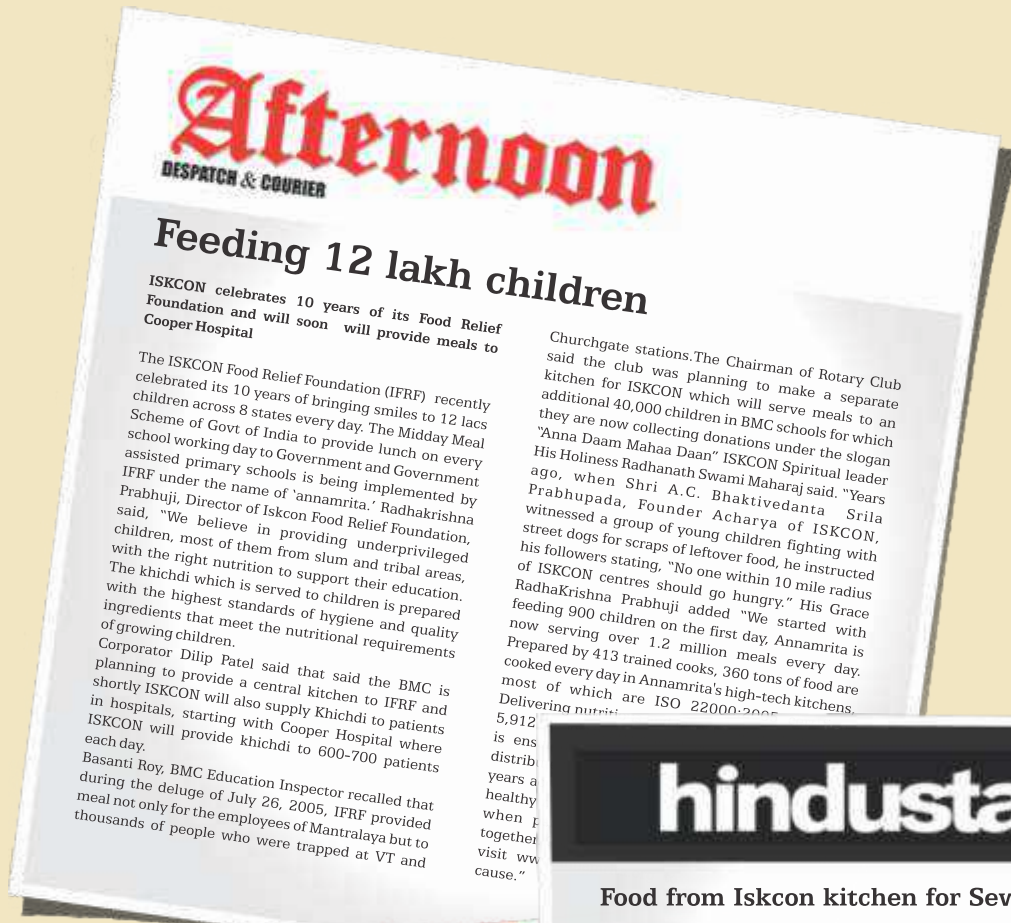 Afternoon
DESPATCH & COURIER
Feeding 12 lakh children
ISKCON celebrates 10 years of its Food Relief
Foundation and will soon will provide meals to
Cooper Hospital
The ISKCON Food Relief Foundation (IFRF) recently
celebrated its 10 years of bringing smiles to 12 lacs
children across 8 states every day. The Midday Meal
Scheme of Govt of India to provide lunch on every
school working day to Government and Government
assisted primary schools is being implemented by
IFRF under the name of 'annamrita.' Radhakrishna
Prabhuji, Director of Iskcon Food Relief Foundation,
said, "We believe in providing underprivileged
children, most of them from slum and tribal areas,
with the right nutrition to support their education.
The khichdi which is served to children is prepared
with the highest standards of hygiene and quality
ingredients that meet the nutritional requirements
of growing children.
Corporator Dilip Patel said that said the BMC is
planning to provide a central kitchen to IFRF and
shortly ISKCON will also supply Khichdi to patients
in hospitals, starting with Cooper Hospital where
ISKCON will provide khichdi to 600-700 patients
each day.
Basanti Roy, BMC Education Inspector recalled that
during the deluge of July 26, 2005, IFRF provided
meal not only for the employees of Mantralaya but to
thousands of people who were trapped at VT and
Churchgate stations.The Chairman of Rotary Club
said the club was planning to make a separate
kitchen for ISKCON which will serve meals to an
additional 40,000 children in BMC schools for which
they are now collecting donations under the slogan
"Anna Daam Mahaa Daan" ISKCON Spiritual leader
His Holiness Radhanath Swami Maharaj said. "Years
ago, when Shri A.C. Bhaktivedanta Srila
Prabhupada, Founder Acharya of ISKCON,
witnessed a group of young children fighting with
street dogs for scraps of leftover food, he instructed
his followers stating, "No one within 10 mile radius
of ISKCON centres should go hungry." His Grace
RadhaKrishna Prabhuji added "We started with
feeding 900 children on the first day, Annamrita is
now serving over 1.2 million meals every day.
Prepared by 413 trained cooks, 360 tons of food are
cooked every day in Annamrita's high-tech kitchens,
most of which are ISO 22000:2005
Delivering
5,912
is
years
healthy
when
together
visit
cause."
hindusta
Food from Iskcon kitchen for Sev